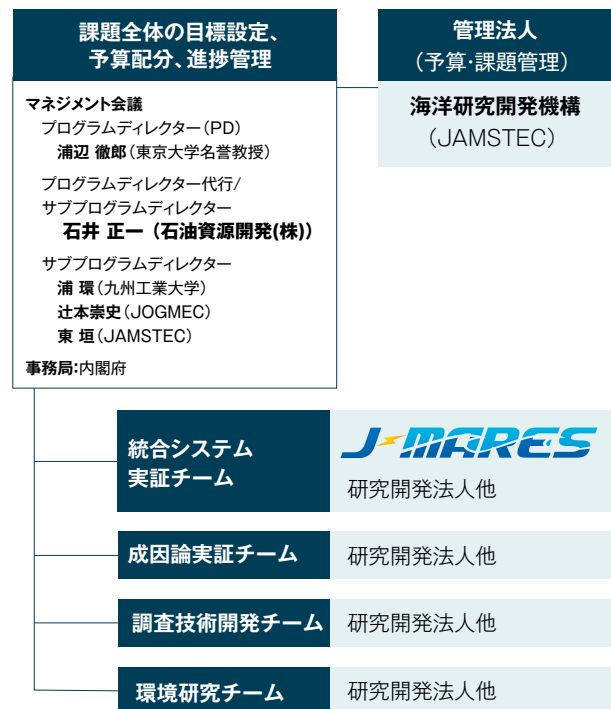 課題全体の目標設定、
予算配分、進捗管理
マネジメント会議
プログラムディレクター(PD)
浦辺 徹郎(東京大学名誉教授)
プログラムディレクター代行/
サブプログラムディレクター
石井 正一 (石油資源開発(株))
サブプログラムディレクター
浦 環(九州工業大学)
辻本崇史(JOGMEC)
東 垣(JAMSTEC)
事務局:内閣府
管理法人
(予算・課題管理)
海洋研究開発機構
(JAMSTEC)
統合システム
実証チーム
J-MARES
研究開発法人他
成因論実証チーム
研究開発法人他
調査技術開発チーム
研究開発法人他
環境研究チーム
研究開発法人他